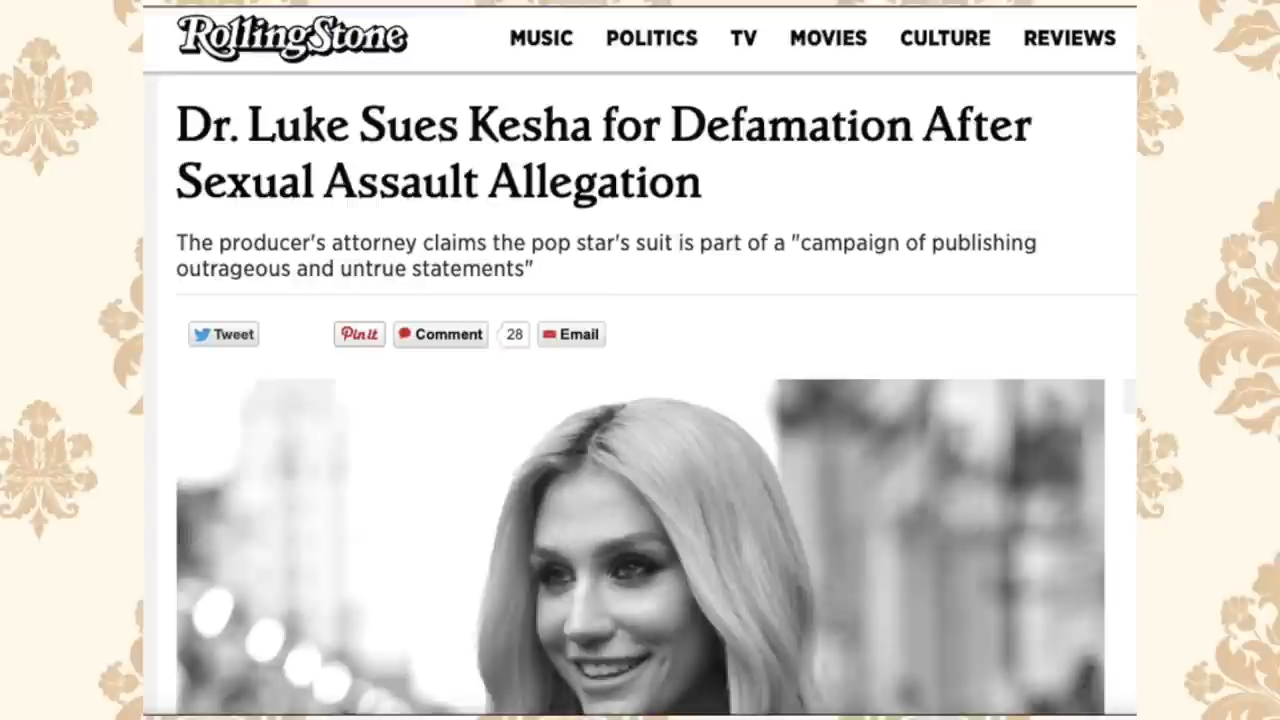 RollingStone
MUSIC POLITICS TV MOVIES CULTURE REVIEWS
Dr. Luke Sues Kesha for Defamation After
Sexual Assault Allegation
The producer's attorney claims the pop star's suit is part of a "campaign of publishing
outrageous and untrue statements"
Tweet Pinit Comment 28 Email